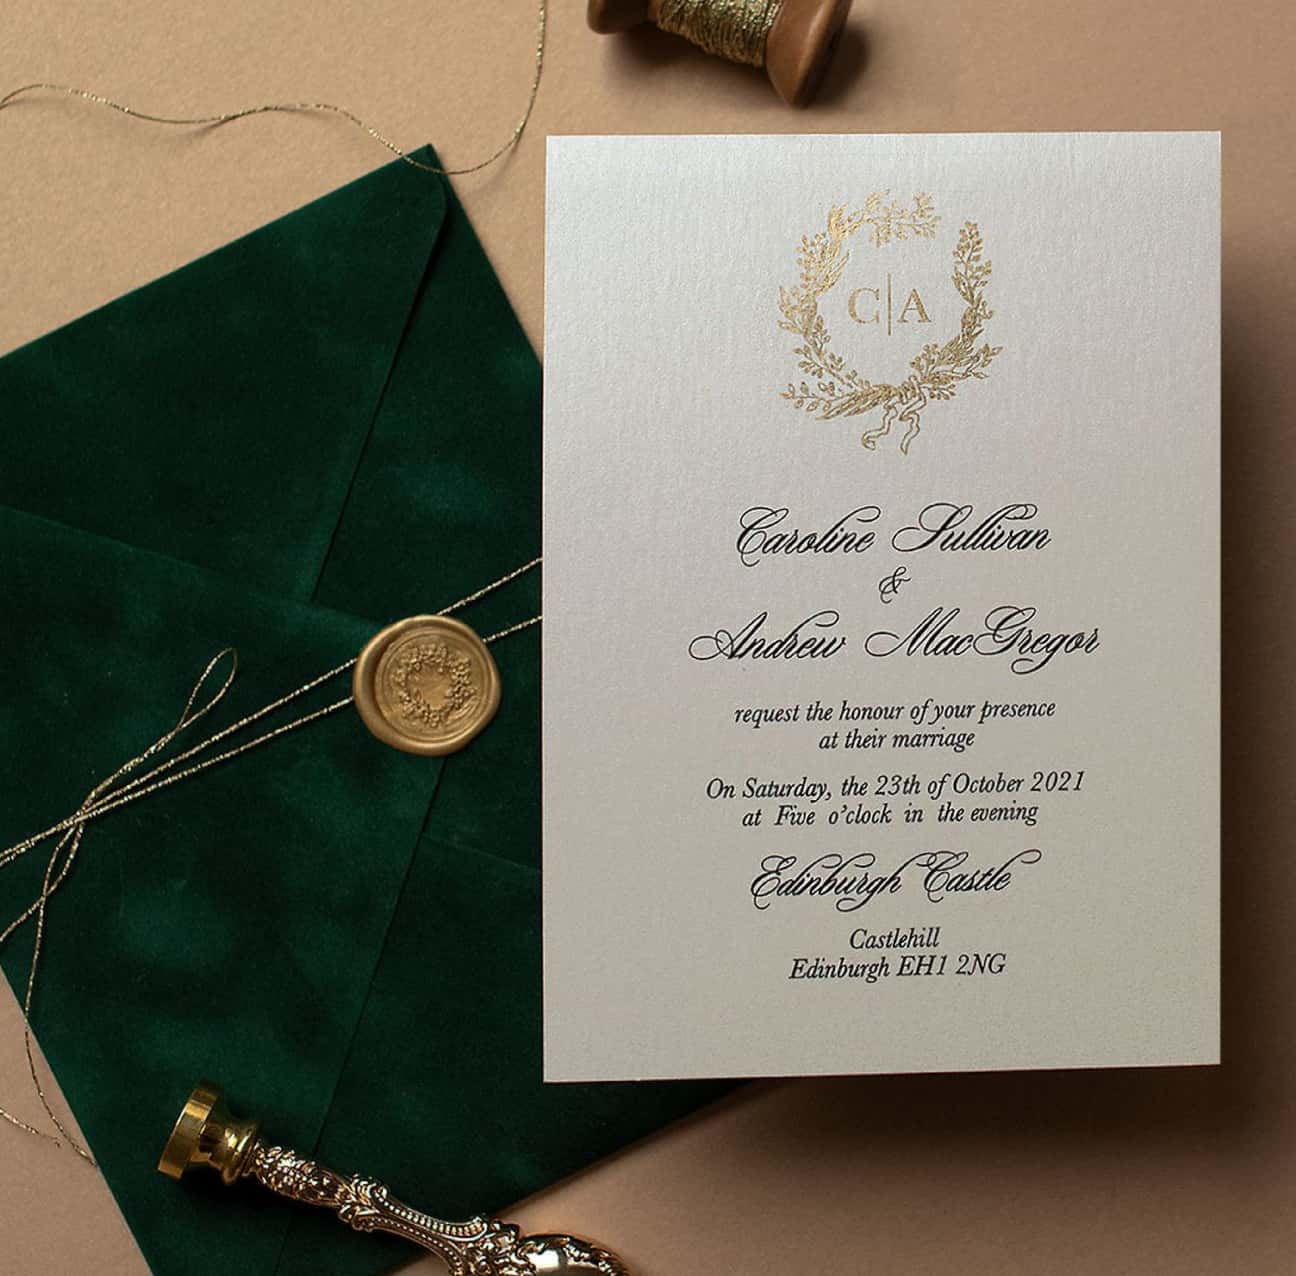 C|A
Caroline Sullivan
&
Andrew MacGregor
request the honour of your presence
at their marriage
On Saturday, the 23th of October 2021
at Five o'clock in the evening
Edinburgh Castle
Castlehill
Edinburgh EH1 2NG